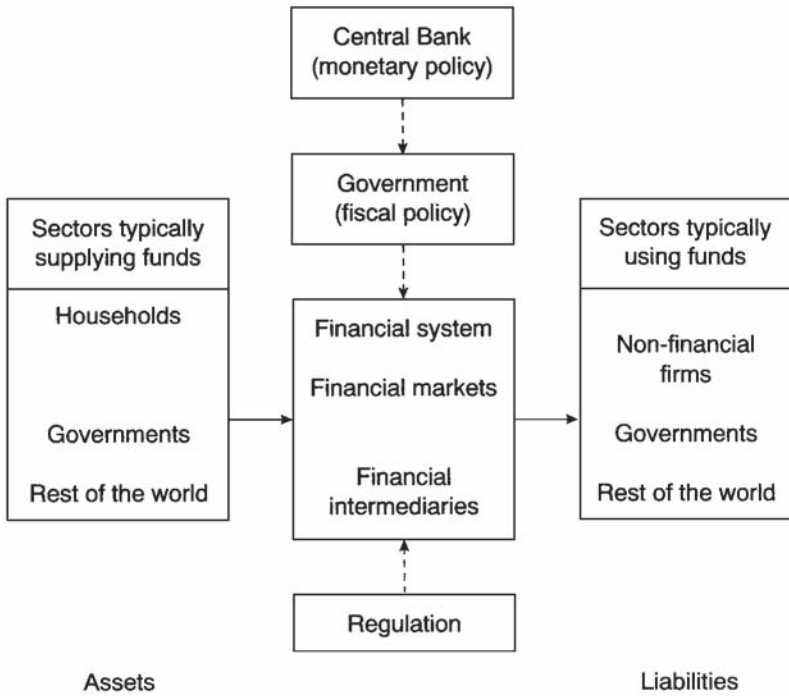 Central Bank
(monetary policy)
Government
(fiscal policy)
Sectors typically
supplying funds
Households
Governments
Rest of the world
Financial system
Financial markets
Financial
intermediaries
Sectors typically
using funds
Non-financial
firms
Governments
Rest of the world
Regulation
Assets
Liabilities